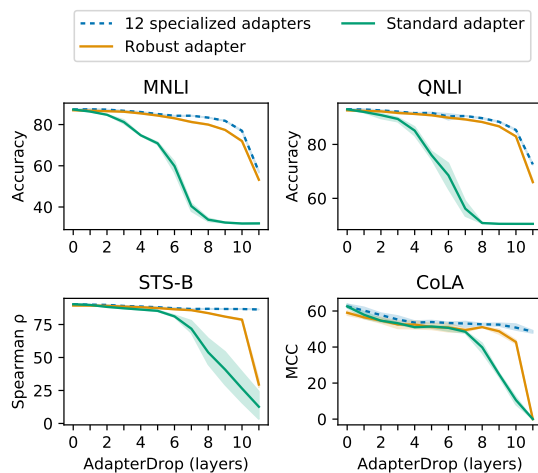 12 specialized adapters
Standard adapter
Robust adapter
MNLI
QNLI
Accuracy
80
60
40
0 2 4 6 8 10
Accuracy
80
60
0 2 4 6 8 10
STS-B
CoLA
Spearman ρ
75
50
25
0
0 2 4 6 8 10
AdapterDrop (layers)
MCC
60
40
20
0
0 2 4 6 8 10
AdapterDrop (layers)